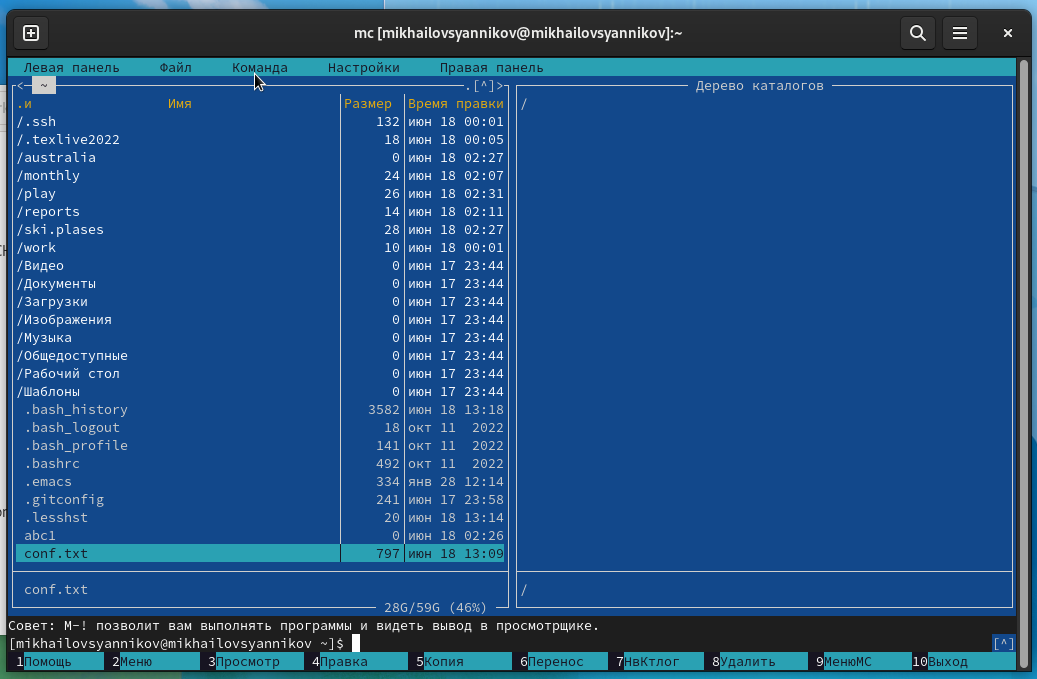 mc [mikhailovsyannikov@mikhailovsyannikov]:~
Левая панель Файл Команда Настройки Правая панель
<— ~ .[^]> Дерево каталогов
.и Имя Размер Время правки /
/.ssh 132 июн 18 00:01
/.texlive2022 18 июн 18 00:05
/australia 0 июн 18 02:27
/monthly 24 июн 18 02:07
/play 26 июн 18 02:31
/reports 14 июн 18 02:11
/ski.plases 28 июн 18 02:27
/work 10 июн 18 00:01
/Видео 0 июн 17 23:44
/Документы 0 июн 17 23:44
/Загрузки 0 июн 17 23:44
/Изображения 0 июн 17 23:44
/Музыка 0 июн 17 23:44
/Общедоступные 0 июн 17 23:44
/Рабочий стол 0 июн 17 23:44
/Шаблоны 0 июн 17 23:44
.bash_history 3582 июн 18 13:18
.bash_logout 18 окт 11 2022
.bash_profile 141 окт 11 2022
.bashrc 492 окт 11 2022
.emacs 334 янв 28 12:14
.gitconfig 241 июн 17 23:58
.lesshst 20 июн 18 13:14
abc1 0 июн 18 02:26
conf.txt 797 июн 18 13:09
conf.txt /
28G/59G (46%)
Совет: M-! позволит вам выполнять программы и видеть вывод в просмотрщике.
[mikhailovsyannikov@mikhailovsyannikov ~]$ [^]
1Помощь 2Меню 3Просмотр 4Правка 5Копия 6Перенос 7НвКтлог 8Удалить 9МенюMC 10Выход